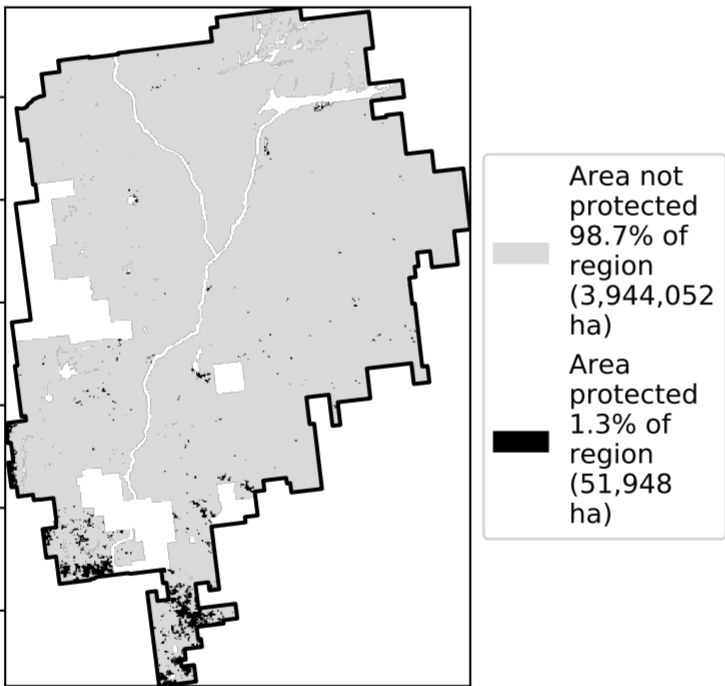 Area not
protected
98.7% of
region
(3,944,052
ha)
Area
protected
1.3% of
region
(51,948
ha)